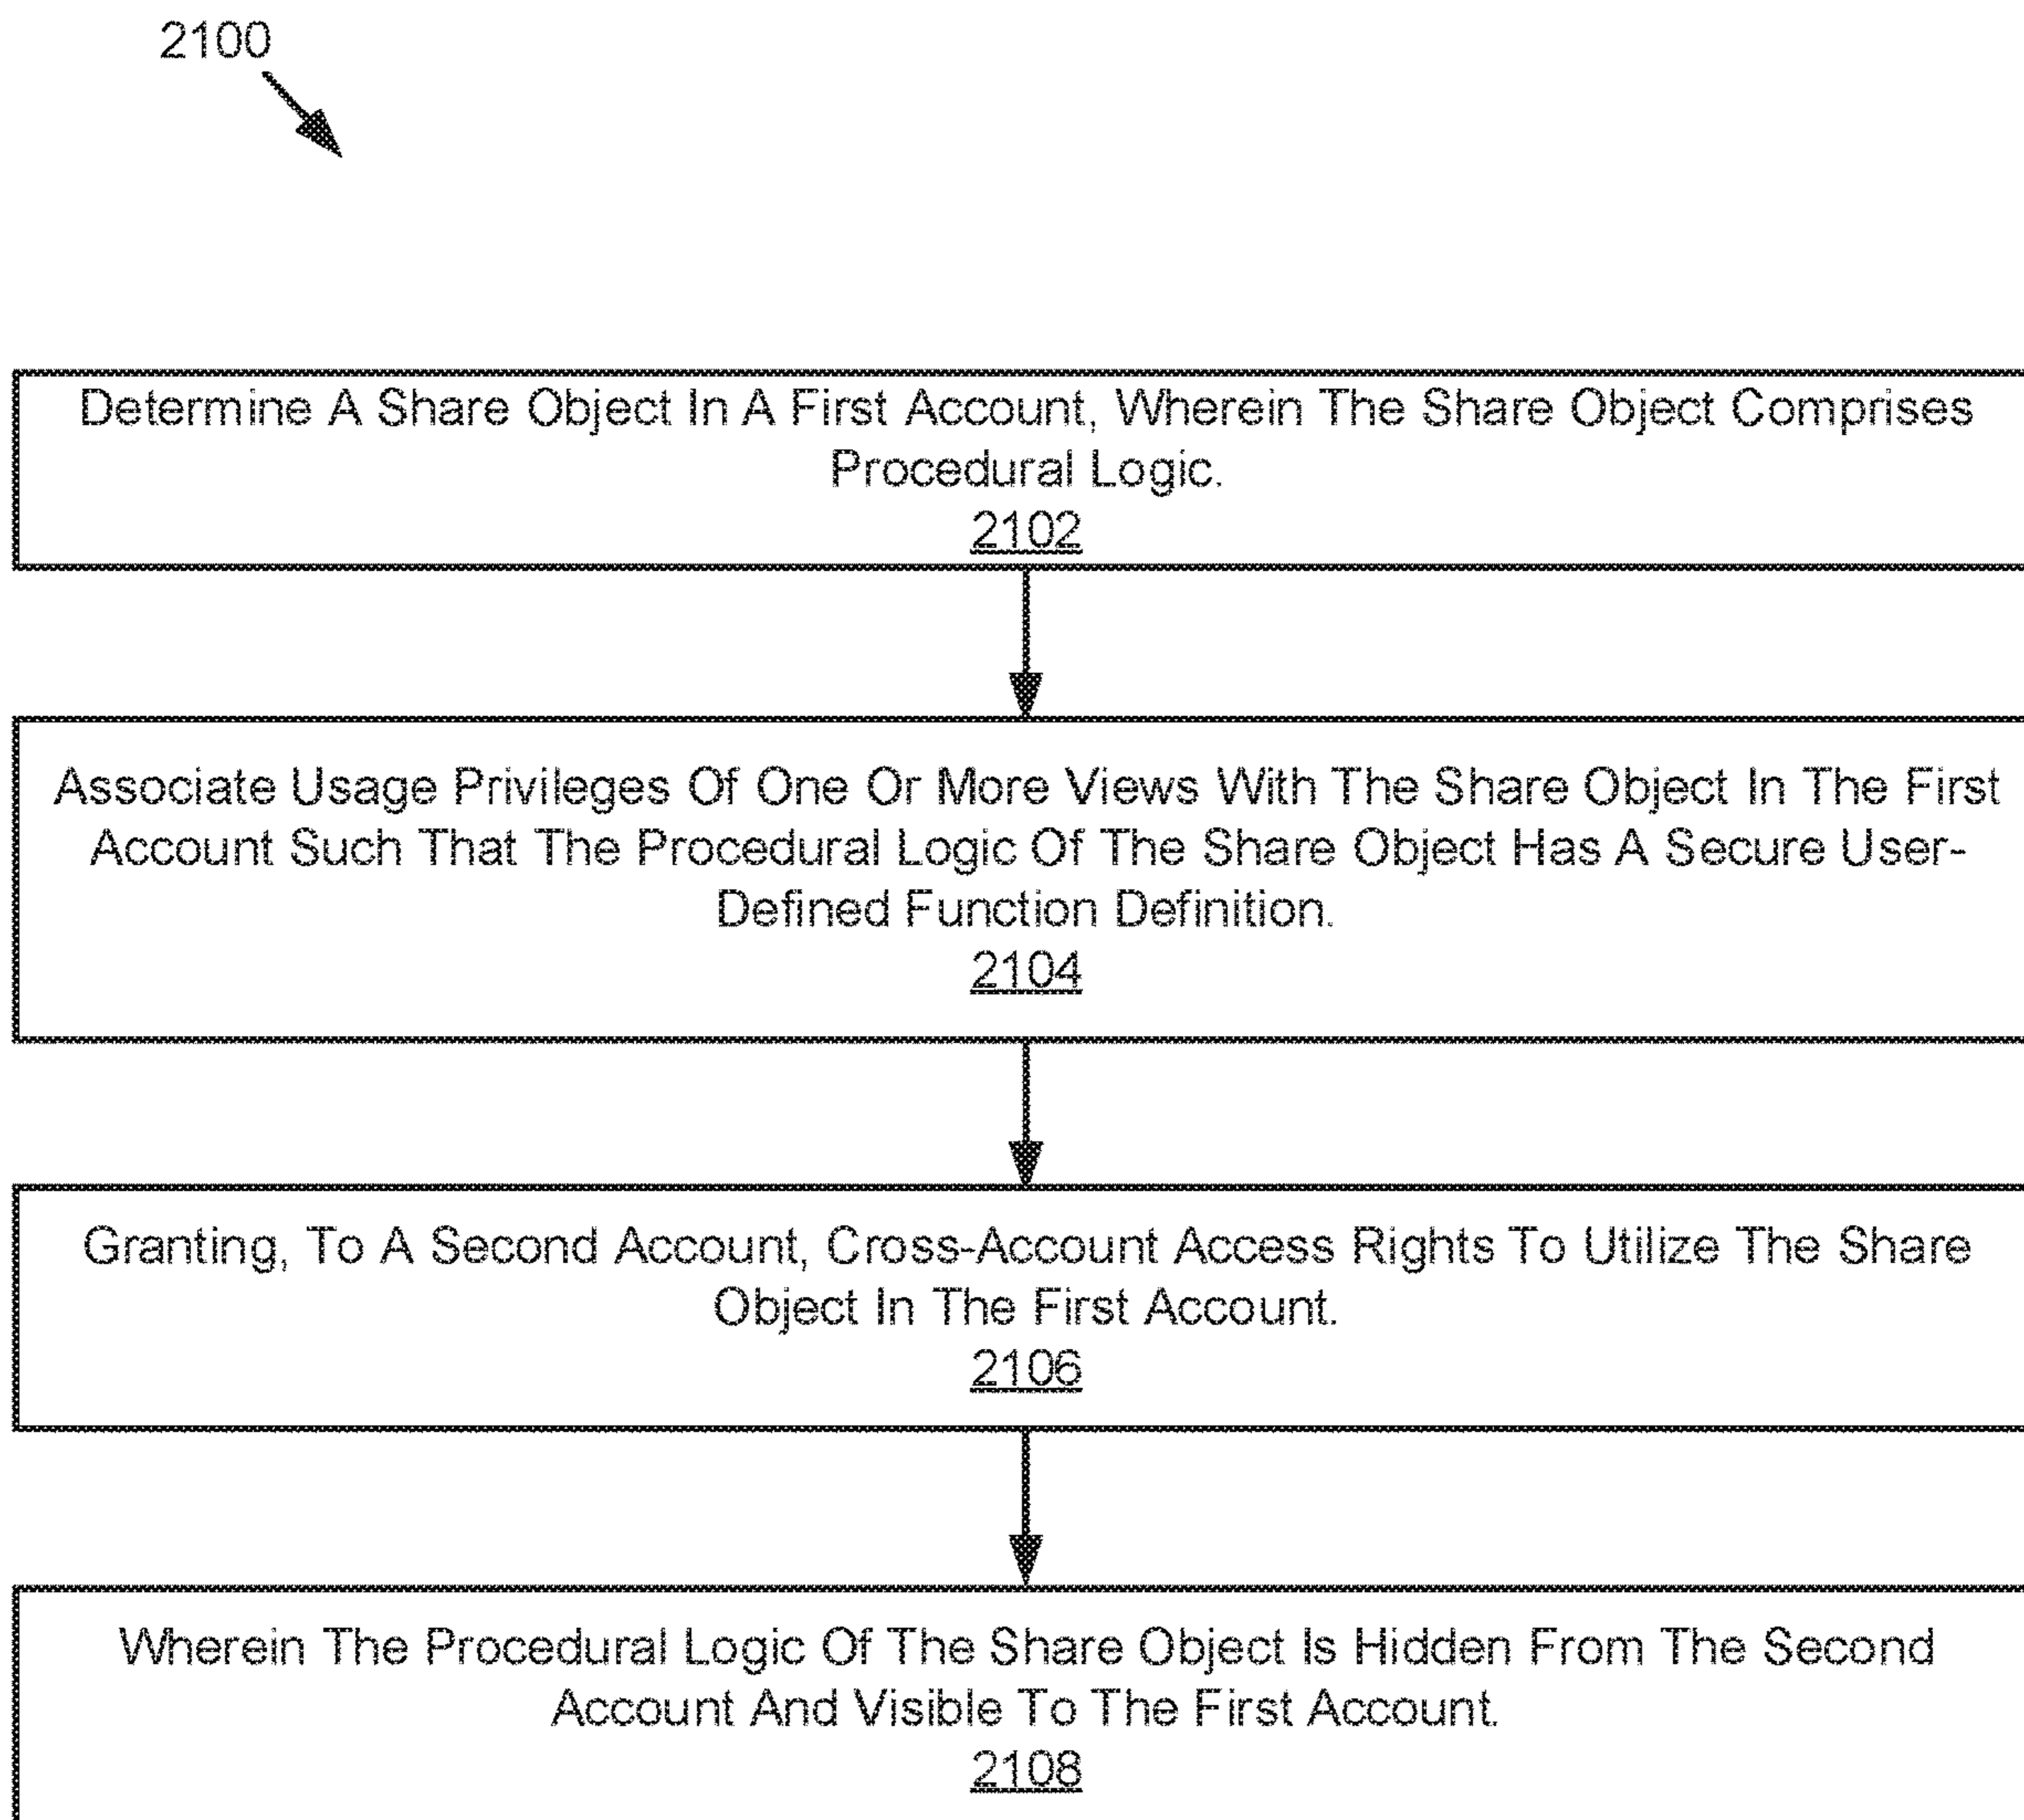 2100
Determine A Share Object In A First Account, Wherein The Share Object Comprises
Procedural Logic.
2102
Associate Usage Privileges Of One Or More Views With The Share Object In The First
Account Such That The Procedural Logic Of The Share Object Has A Secure User-
Defined Function Definition.
2104
Granting, To A Second Account, Cross-Account Access Rights To Utilize The Share
Object In The First Account.
2106
Wherein The Procedural Logic Of The Share Object Is Hidden From The Second
Account And Visible To The First Account.
2108